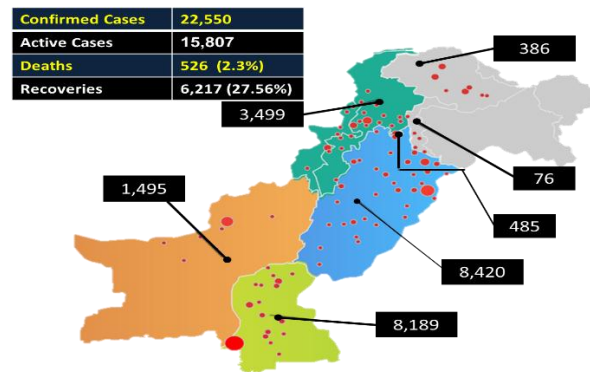 Confirmed Cases 22,550
Active Cases 15,807
Deaths 526 (2.3%)
Recoveries 6,217 (27.56%)
386
3,499
76
1,495
485
8,420
8,189